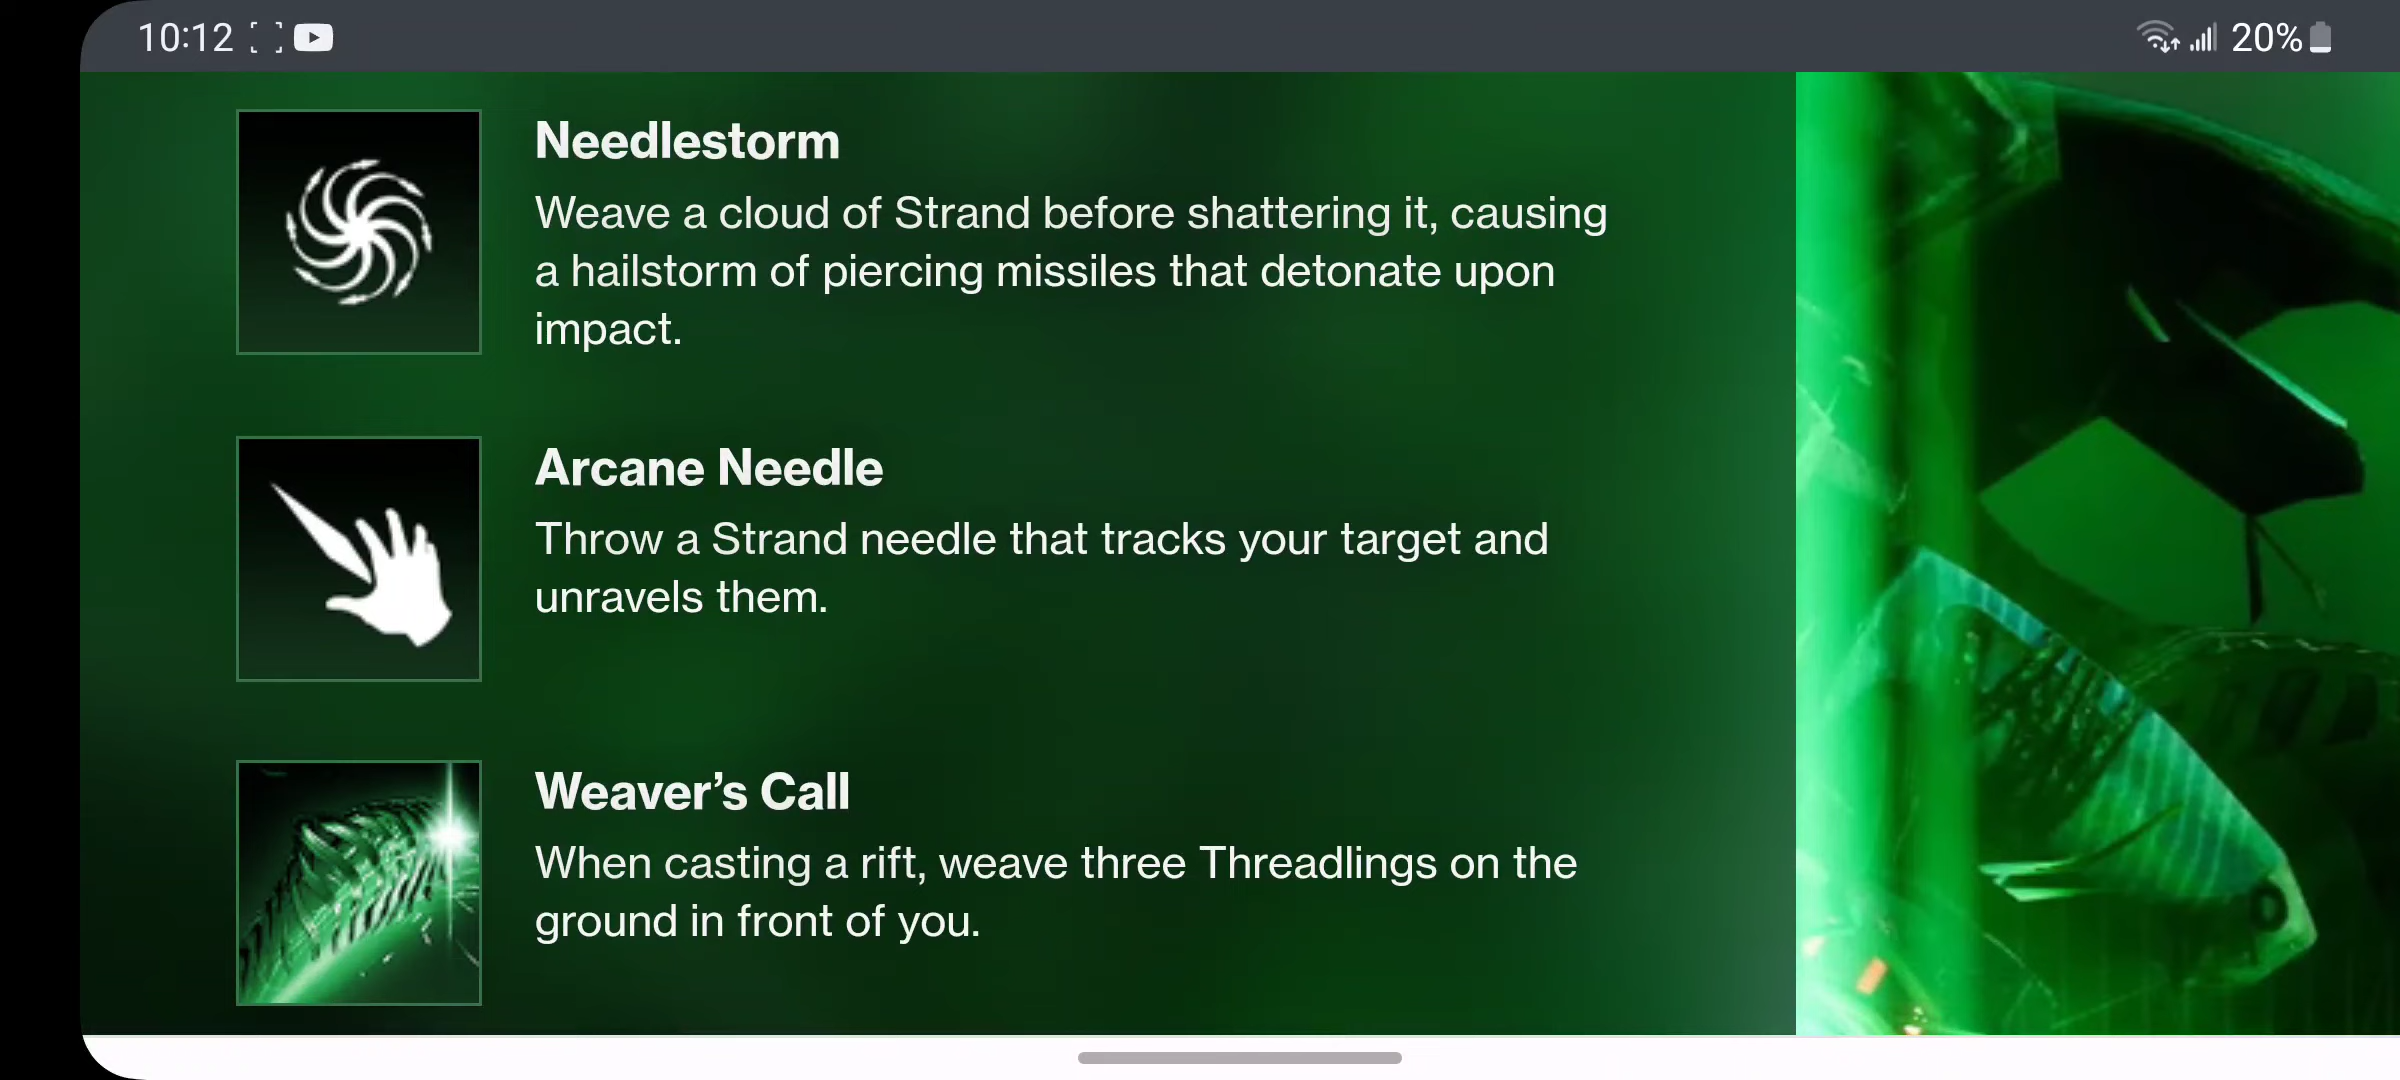 10:12
20%
Needlestorm
Weave a cloud of Strand before shattering it, causing
a hailstorm of piercing missiles that detonate upon
impact.
Arcane Needle
Throw a Strand needle that tracks your target and
unravels them.
Weaver’s Call
When casting a rift, weave three Threadlings on the
ground in front of you.